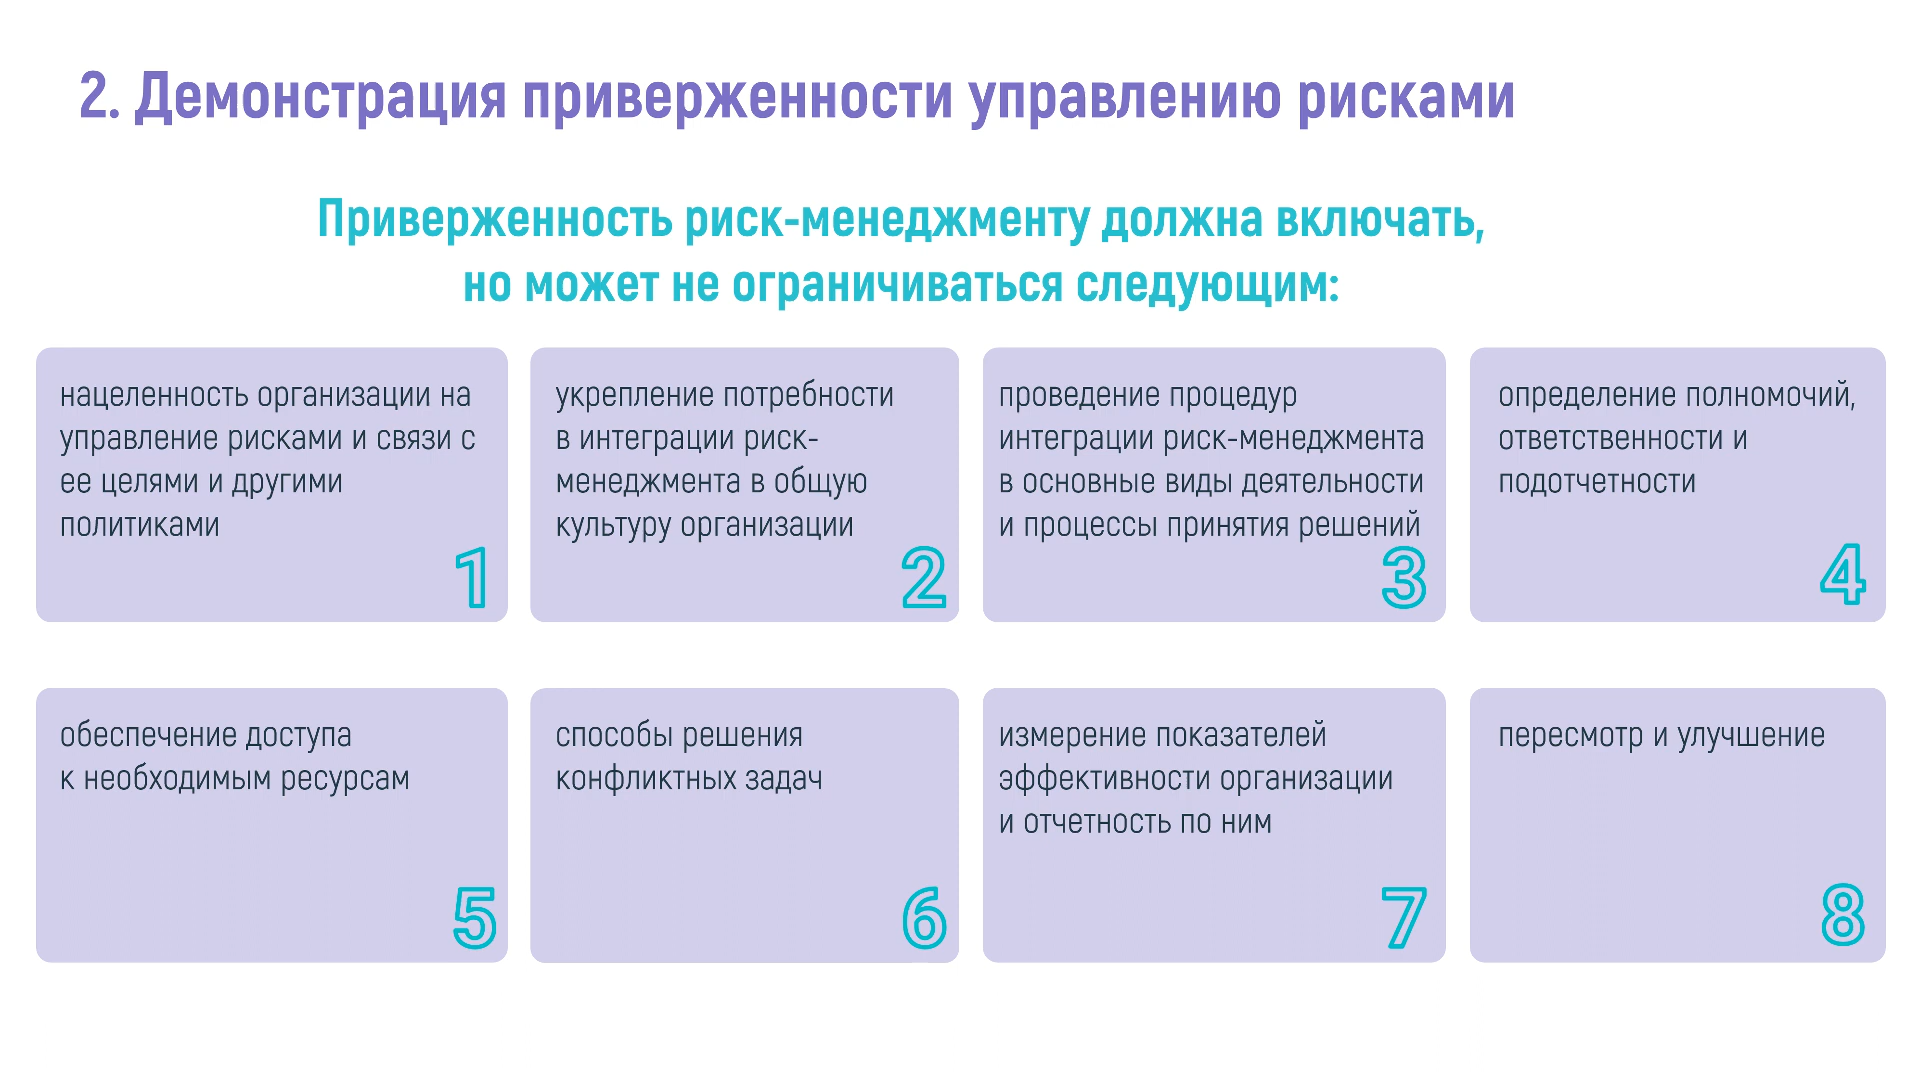 2. Демонстрация приверженности управлению рисками
Приверженность риск-менеджменту должна включать,
но может не ограничиваться следующим:
нацеленность организации на
управление рисками и связи с
ее целями и другими
политиками
1
укрепление потребности
в интеграции риск-
менеджмента в общую
культуру организации
2
проведение процедур
интеграции риск-менеджмента
в основные виды деятельности
и процессы принятия решений
3
определение полномочий,
ответственности и
подотчетности
4
обеспечение доступа
к необходимым ресурсам
5
способы решения
конфликтных задач
6
измерение показателей
эффективности организации
и отчетность по ним
7
пересмотр и улучшение
8